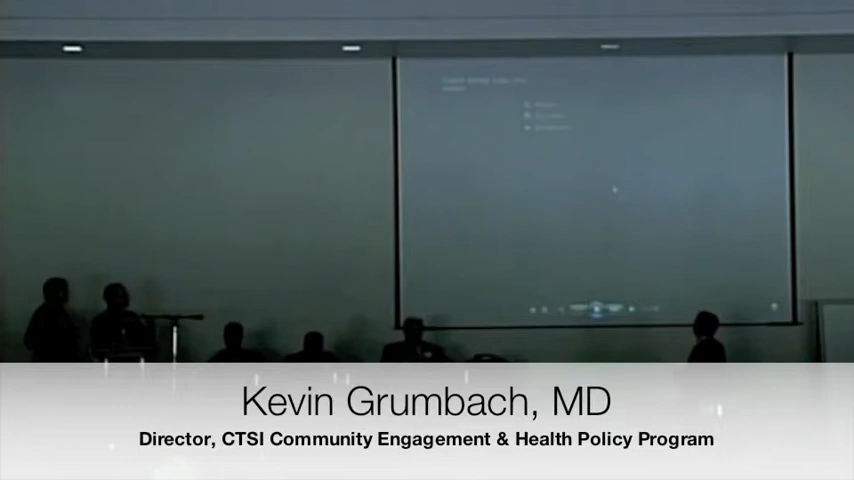 Kevin Grumbach, MD
Director, CTSI Community Engagement & Health Policy Program